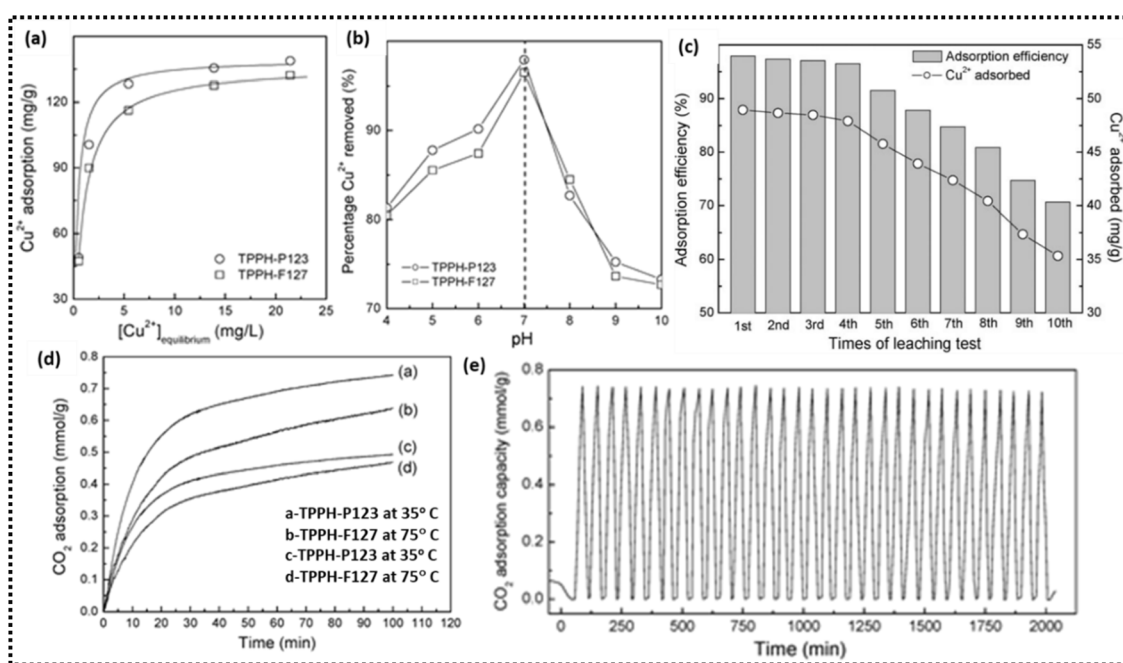 (a)
130
90
60
30
Cu²⁺ adsorption (mg/g)
TPPH-P123
TPPH-F127
0 5 10 15 20
[Cu²⁺]equilibrium (mg/L)
(b)
90
80
70
Percentage Cu²⁺ removed (%)
TPPH-P123
TPPH-F127
4 5 6 7 8 9 10
pH
(c)
Adsorption efficiency
Cu²⁺ adsorbed
100
90
80
70
60
50
Adsorption efficiency (%)
55
50
45
40
35
30
Cu²⁺ adsorbed (mg/g)
1st 2nd 3rd 4th 5th 6th 7th 8th 9th 10th
Times of leaching test
(d)
0.8
0.7
0.6
0.5
0.4
0.3
0.2
0.1
0.0
CO₂ adsorption (mmol/g)
(a)
(b)
(c)
(d)
a-TPPH-P123 at 35° C
b-TPPH-F127 at 75° C
c-TPPH-P123 at 35° C
d-TPPH-F127 at 75° C
0 10 20 30 40 50 60 70 80 90 100 110 120
Time (min)
(e)
0.8
0.6
0.4
0.2
0.0
CO₂ adsorption capacity (mmol/g)
0 250 500 750 1000 1250 1500 1750 2000
Time (min)